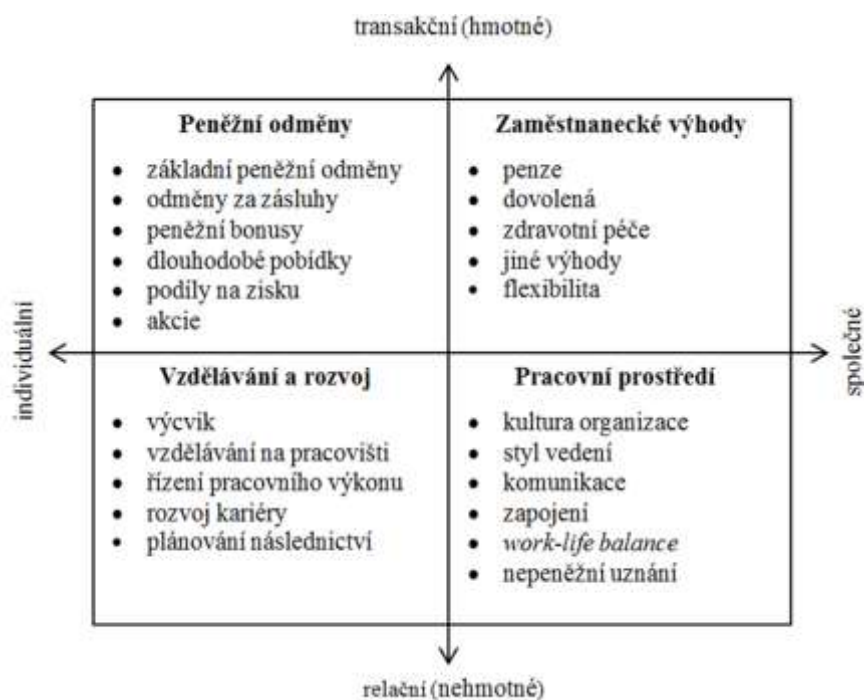 transakční (hmotné)
Peněžní odměny
• základní peněžní odměny
• odměny za zásluhy
• peněžní bonusy
• dlouhodobé pobídky
• podíly na zisku
• akcie
Zaměstnanecké výhody
• penze
• dovolená
• zdravotní péče
• jiné výhody
• flexibilita
individuální
společné
Vzdělávání a rozvoj
• výcvik
• vzdělávání na pracovišti
• řízení pracovního výkonu
• rozvoj kariéry
• plánování následnictví
Pracovní prostředí
• kultura organizace
• styl vedení
• komunikace
• zapojení
• work-life balance
• nepeněžní uznání
relační (nehmotné)